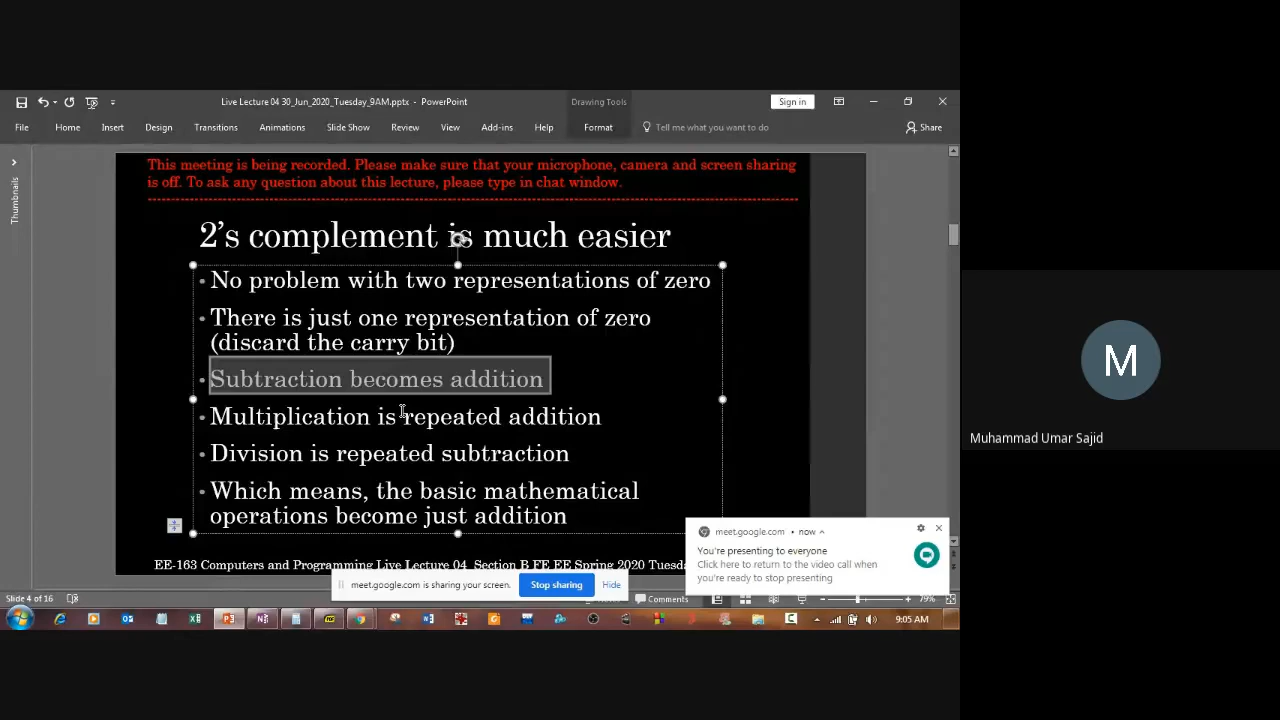 Live Lecture 04 30_Jun_2020_Tuesday_9AM.pptx - PowerPoint
Drawing Tools
Sign in
File Home Insert Design Transitions Animations Slide Show Review View Add-ins Help Format Tell me what you want to do Share
Thumbnails
This meeting is being recorded. Please make sure that your microphone, camera and screen sharing
is off. To ask any question about this lecture, please type in chat window.
2's complement is much easier
• No problem with two representations of zero
• There is just one representation of zero
(discard the carry bit)
• Subtraction becomes addition
• Multiplication is repeated addition
• Division is repeated subtraction
• Which means, the basic mathematical
operations become just addition
EE-163 Computers and Programming Live Lecture 04 Section B FE EE Spring 2020 Tuesda
meet.google.com • now
You're presenting to everyone
Click here to return to the video call when
you're ready to stop presenting
meet.google.com is sharing your screen. Stop sharing Hide
Slide 4 of 16
Comments
79%
9:05 AM
M
Muhammad Umar Sajid